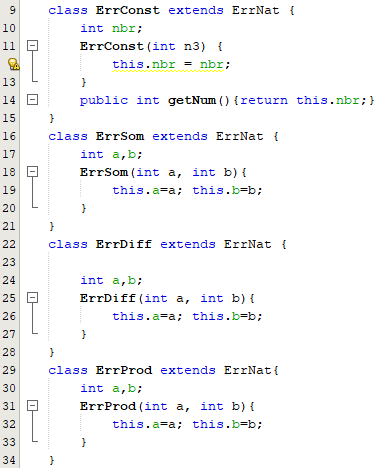 9 class ErrConst extends ErrNat {
10 int nbr;
11 ErrConst(int n3) {
this.nbr = nbr;
13 }
14 public int getNum(){return this.nbr;}
15 }
16 class ErrSom extends ErrNat {
17 int a,b;
18 ErrSom(int a, int b){
19 this.a=a; this.b=b;
20 }
21 }
22 class ErrDiff extends ErrNat {
23
24 int a,b;
25 ErrDiff(int a, int b){
26 this.a=a; this.b=b;
27 }
28 }
29 class ErrProd extends ErrNat{
30 int a,b;
31 ErrProd(int a, int b){
32 this.a=a; this.b=b;
33 }
34 }